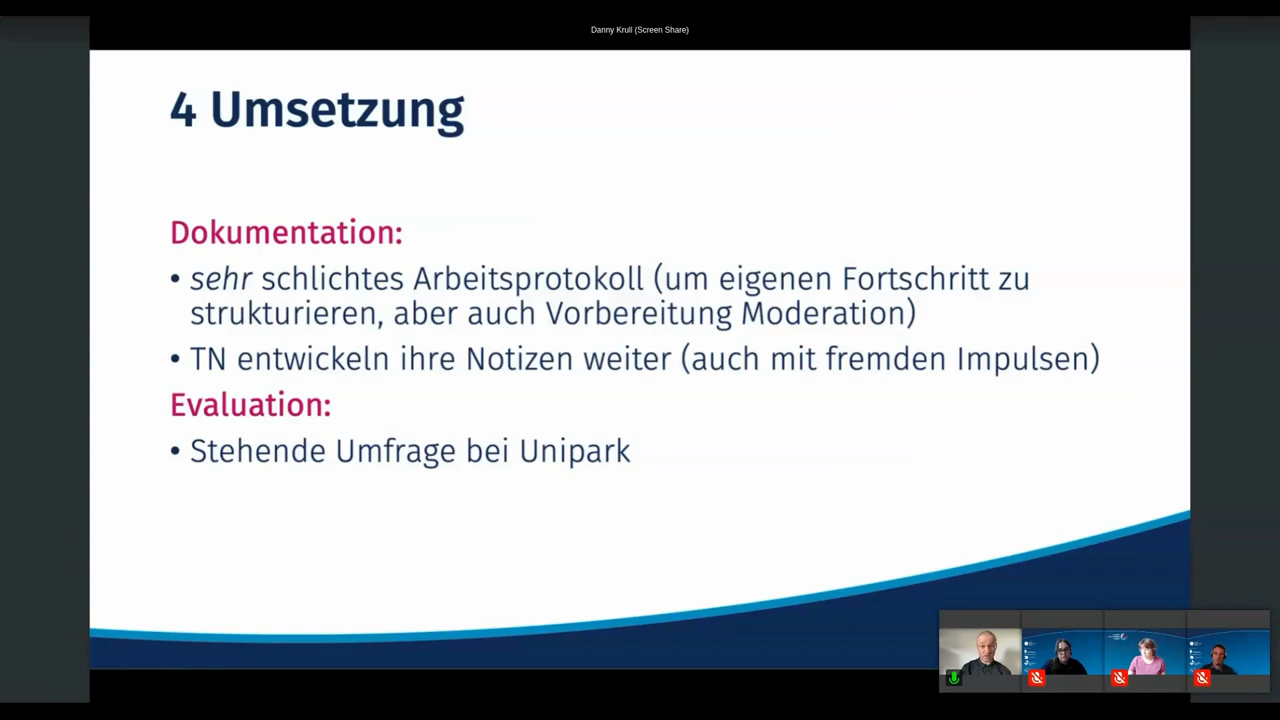 Danny Krull (Screen Share)
4 Umsetzung
Dokumentation:
• sehr schlichtes Arbeitsprotokoll (um eigenen Fortschritt zu
strukturieren, aber auch Vorbereitung Moderation)
• TN entwickeln ihre Notizen weiter (auch mit fremden Impulsen)
Evaluation:
• Stehende Umfrage bei Unipark